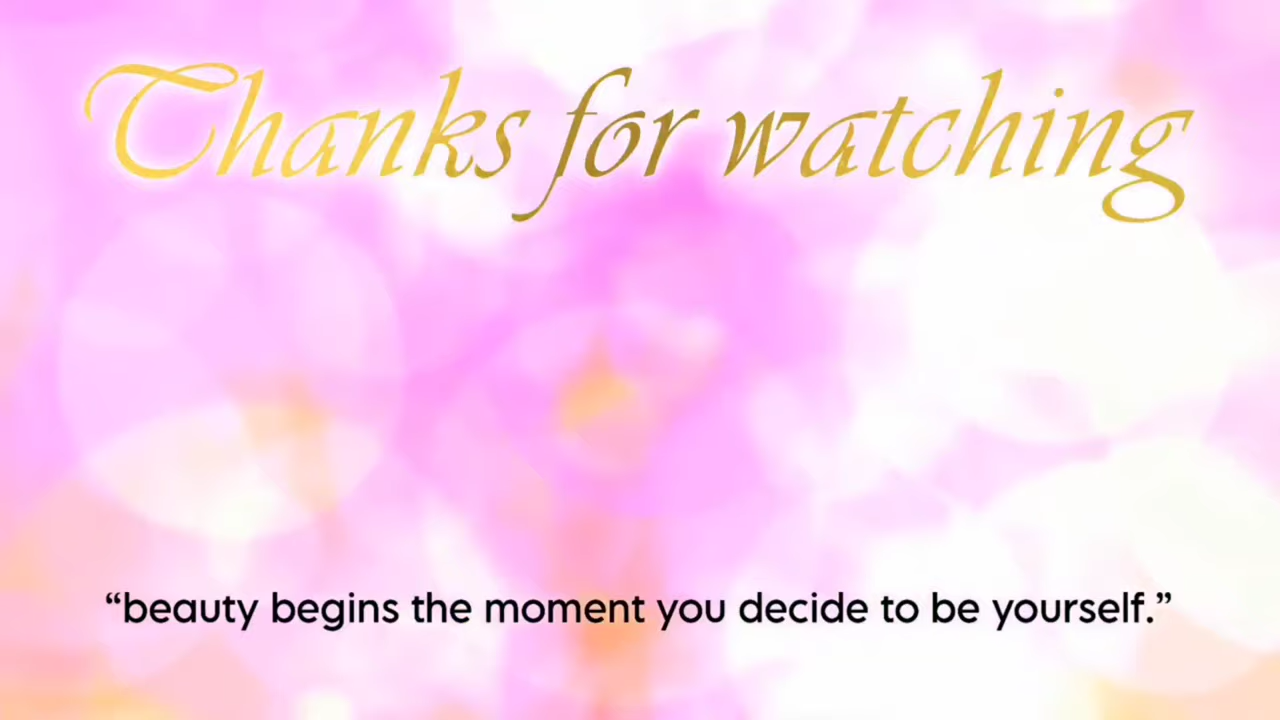 Thanks for watching
“beauty begins the moment you decide to be yourself.”